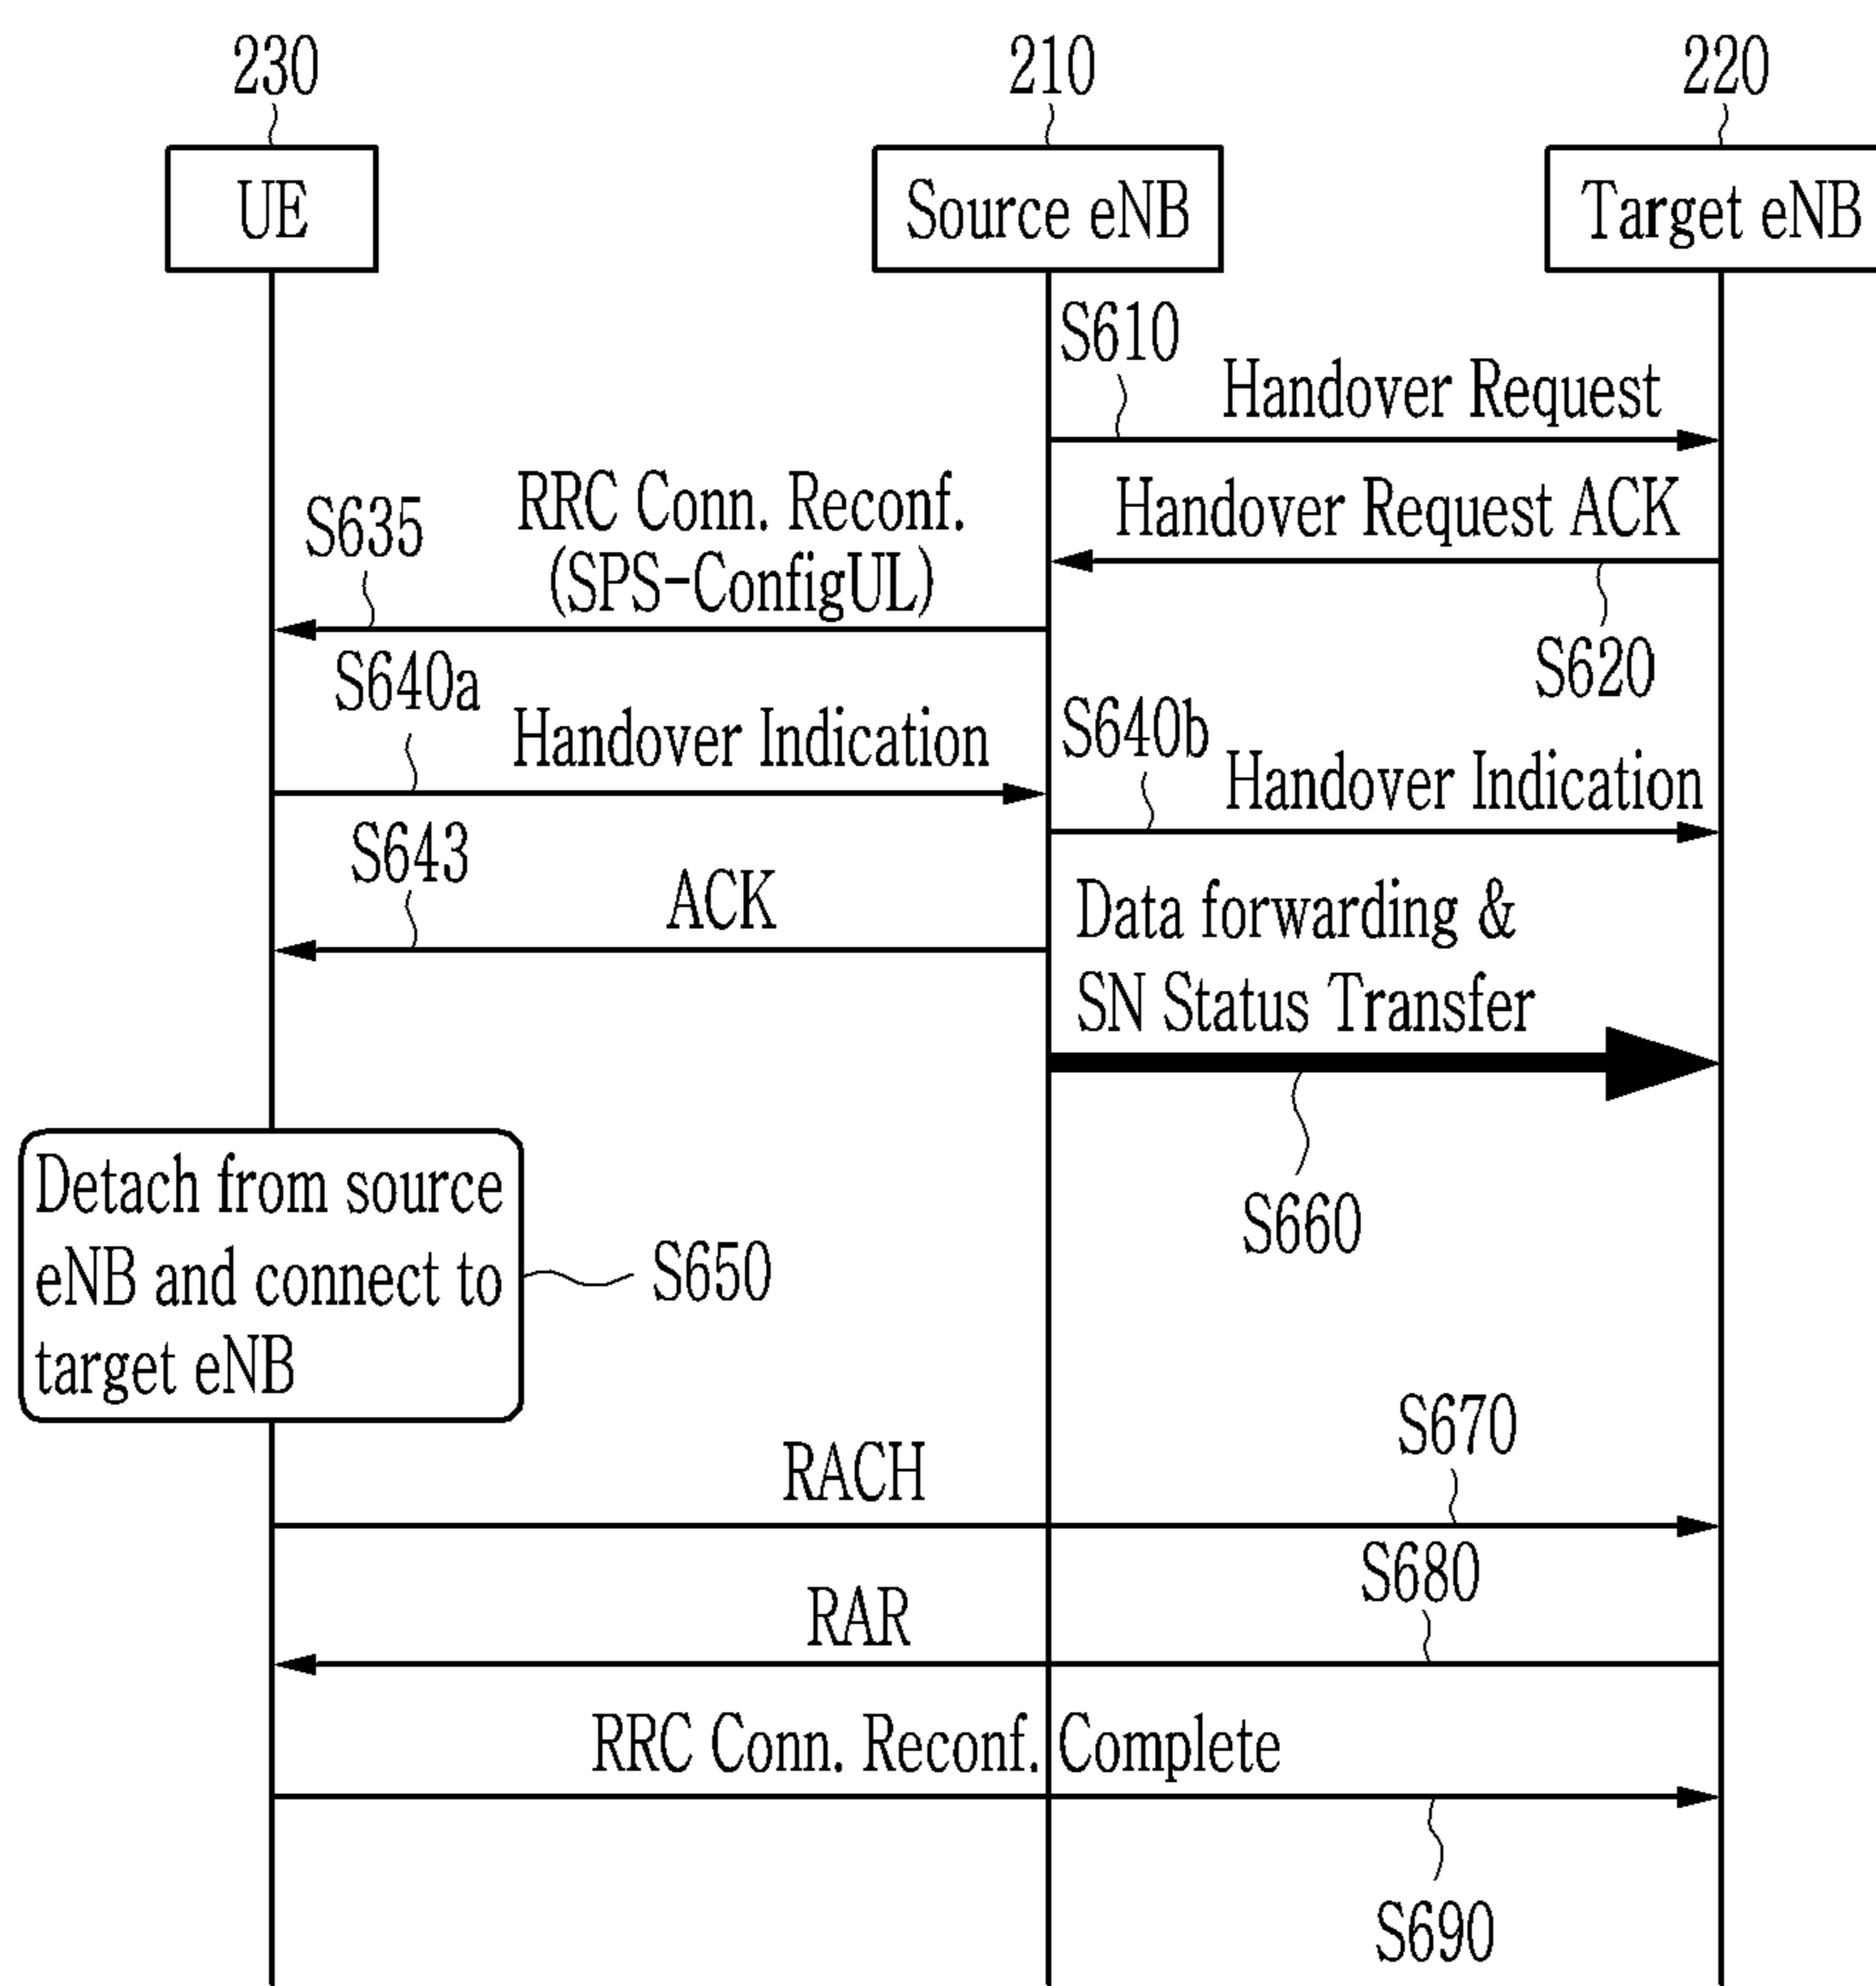 230
210
220
UE
Source eNB
Target eNB
S610
Handover Request
RRC Conn. Reconf.
(SPS-ConfigUL)
S635
Handover Request ACK
S620
S640a
Handover Indication
S640b
Handover Indication
S643
ACK
Data forwarding &
SN Status Transfer
S660
Detach from source
eNB and connect to
target eNB
S650
RACH
S670
RAR
S680
RRC Conn. Reconf. Complete
S690